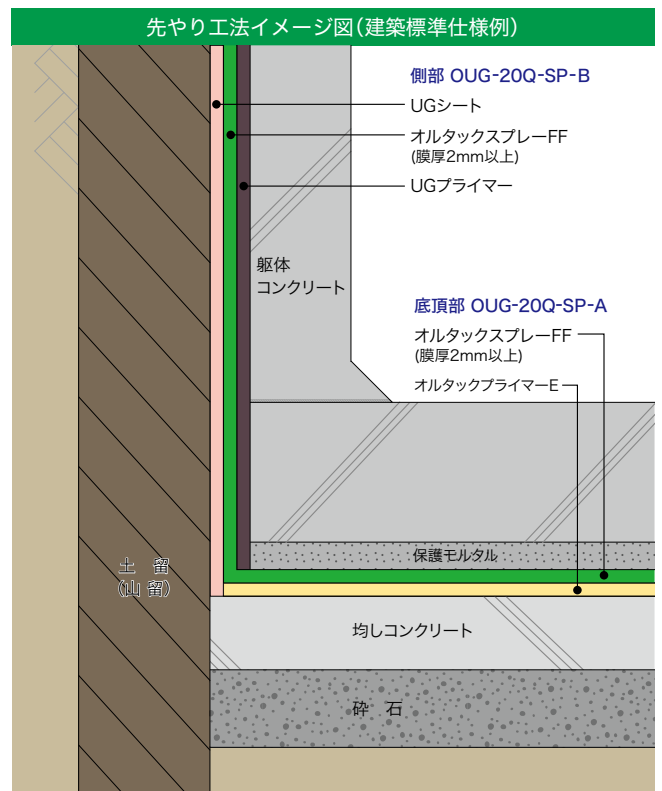 先やり工法イメージ図(建築標準仕様例)
側部 OUG-20Q-SP-B
UGシート
オルタックスプレーFF
(膜厚2mm以上)
UGプライマー
躯体
コンクリート
底頂部 OUG-20Q-SP-A
オルタックスプレーFF
(膜厚2mm以上)
オルタックプライマーE
保護モルタル
土 留
(山 留)
均しコンクリート
砕 石